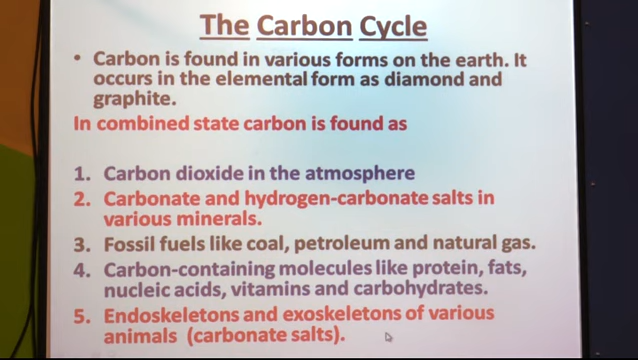 The Carbon Cycle
• Carbon is found in various forms on the earth. It
occurs in the elemental form as diamond and
graphite.
In combined state carbon is found as
1. Carbon dioxide in the atmosphere
2. Carbonate and hydrogen-carbonate salts in
various minerals.
3. Fossil fuels like coal, petroleum and natural gas.
4. Carbon-containing molecules like protein, fats,
nucleic acids, vitamins and carbohydrates.
5. Endoskeletons and exoskeletons of various
animals (carbonate salts).